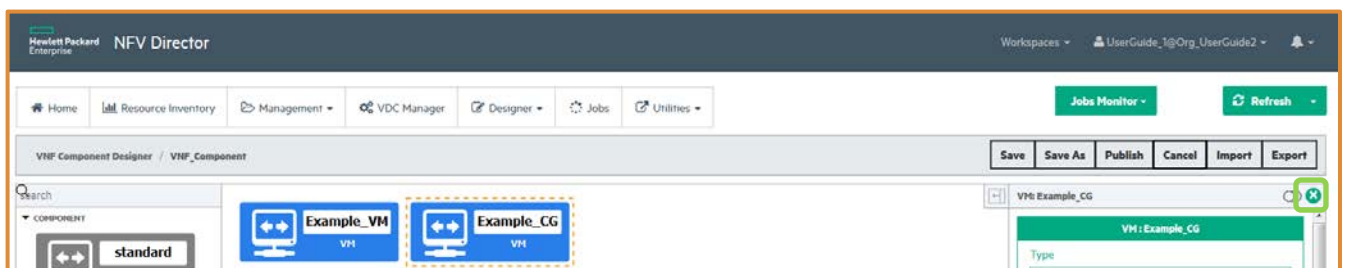 Hewlett Packard
Enterprise
NFV Director
Workspaces
UserGuide_1@Org_UserGuide2
Home
Resource Inventory
Management
VDC Manager
Designer
Jobs
Utilities
Jobs Monitor
Refresh
VNF Component Designer / VNF_Component
Save
Save As
Publish
Cancel
Import
Export
search
COMPONENT
standard
Example_VM
VM
Example_CG
VM
VM: Example_CG
VM : Example_CG
Type